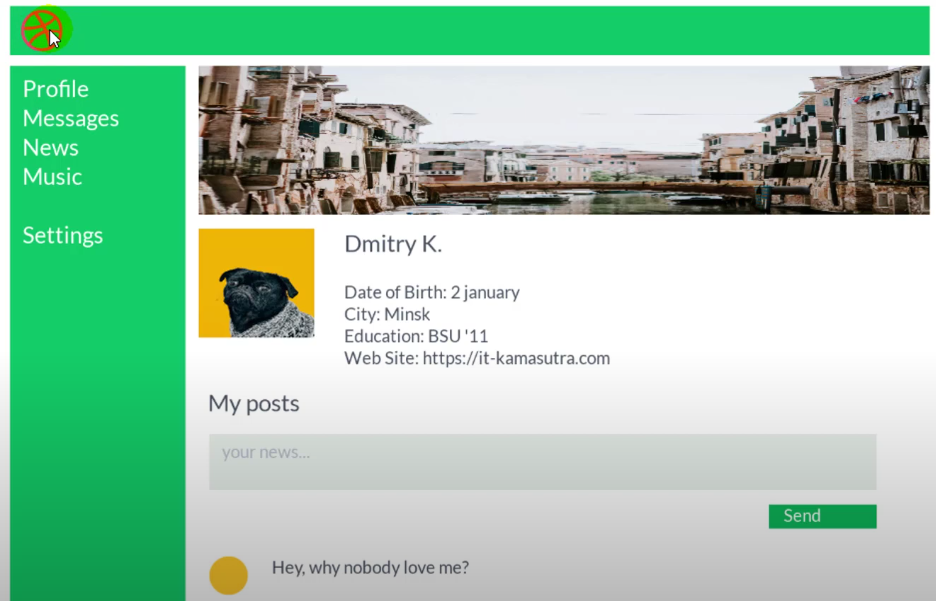 Profile
Messages
News
Music
Settings
Dmitry K.
Date of Birth: 2 january
City: Minsk
Education: BSU '11
Web Site: https://it-kamasutra.com
My posts
your news...
Send
Hey, why nobody love me?